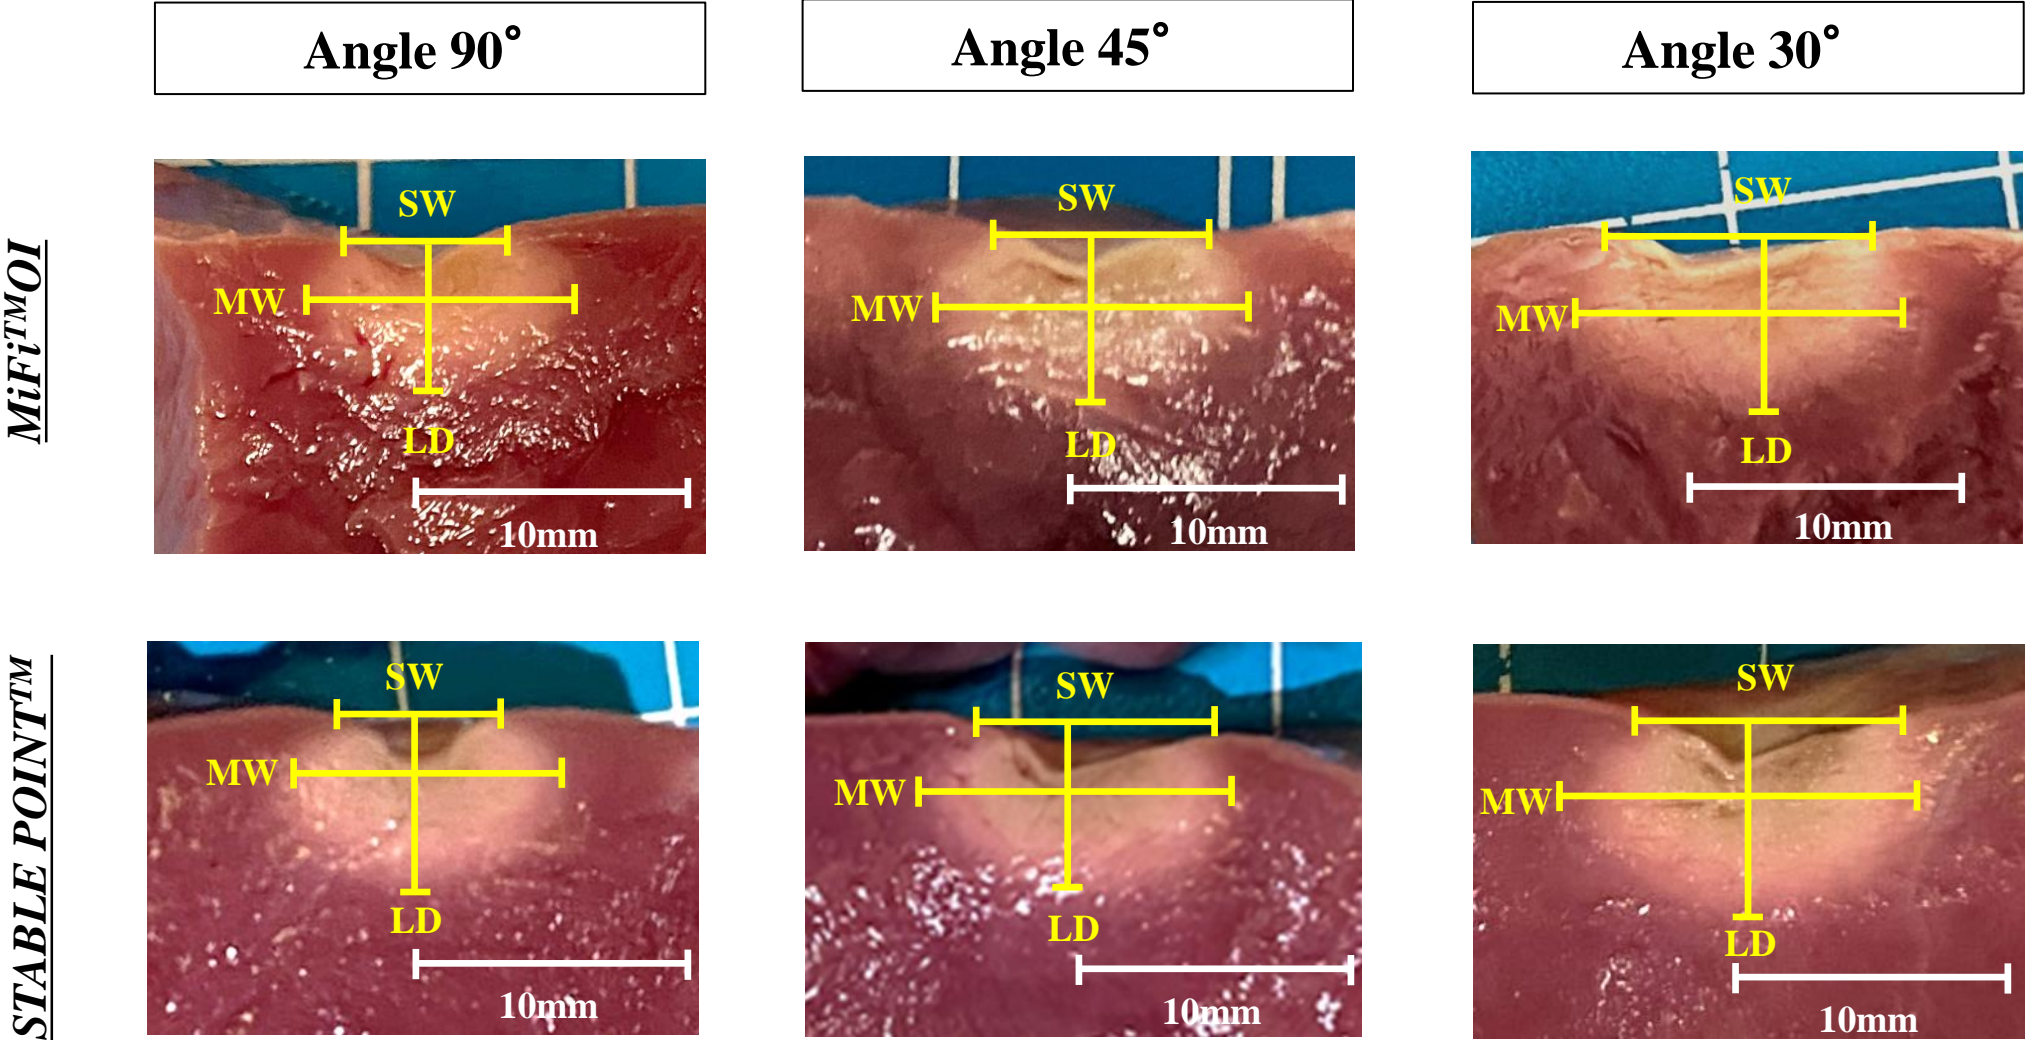 Angle 90°
Angle 45°
Angle 30°
MiFi™OI
SW
MW
LD
10mm
SW
MW
LD
10mm
SW
MW
LD
10mm
STABLE POINT™
SW
MW
LD
10mm
SW
MW
LD
10mm
SW
MW
LD
10mm